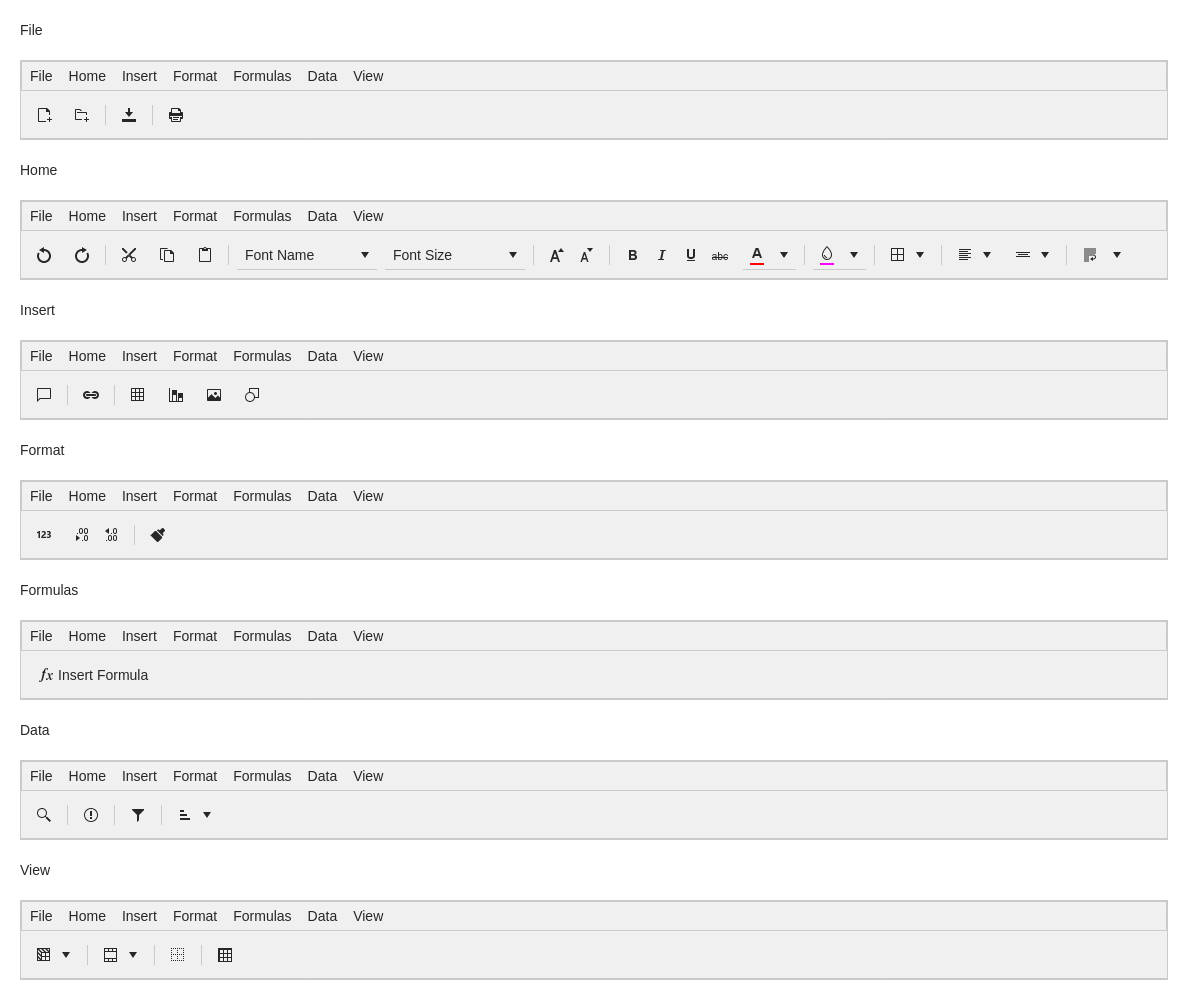 File
File Home Insert Format Formulas Data View
Home
File Home Insert Format Formulas Data View
Font Name Font Size A A B I U abc A
Insert
File Home Insert Format Formulas Data View
Format
File Home Insert Format Formulas Data View
123 .00 .0 .0 .00
Formulas
File Home Insert Format Formulas Data View
fx Insert Formula
Data
File Home Insert Format Formulas Data View
View
File Home Insert Format Formulas Data View